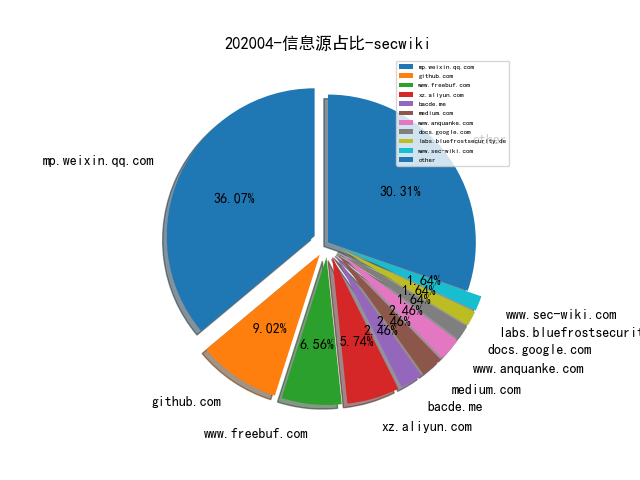 202004-信息源占比-secwiki
mp.weixin.qq.com
github.com
www.freebuf.com
xz.aliyun.com
bacde.me
medium.com
www.anquanke.com
docs.google.com
labs.bluefrostsecurity.de
www.sec-wiki.com
other
other
mp.weixin.qq.com
36.07%
30.31%
9.02%
6.56%
5.74%
2.46%
2.46%
2.46%
1.64%
1.64%
1.64%
www.sec-wiki.com
labs.bluefrostsecurit
docs.google.com
www.anquanke.com
medium.com
bacde.me
xz.aliyun.com
www.freebuf.com
github.com